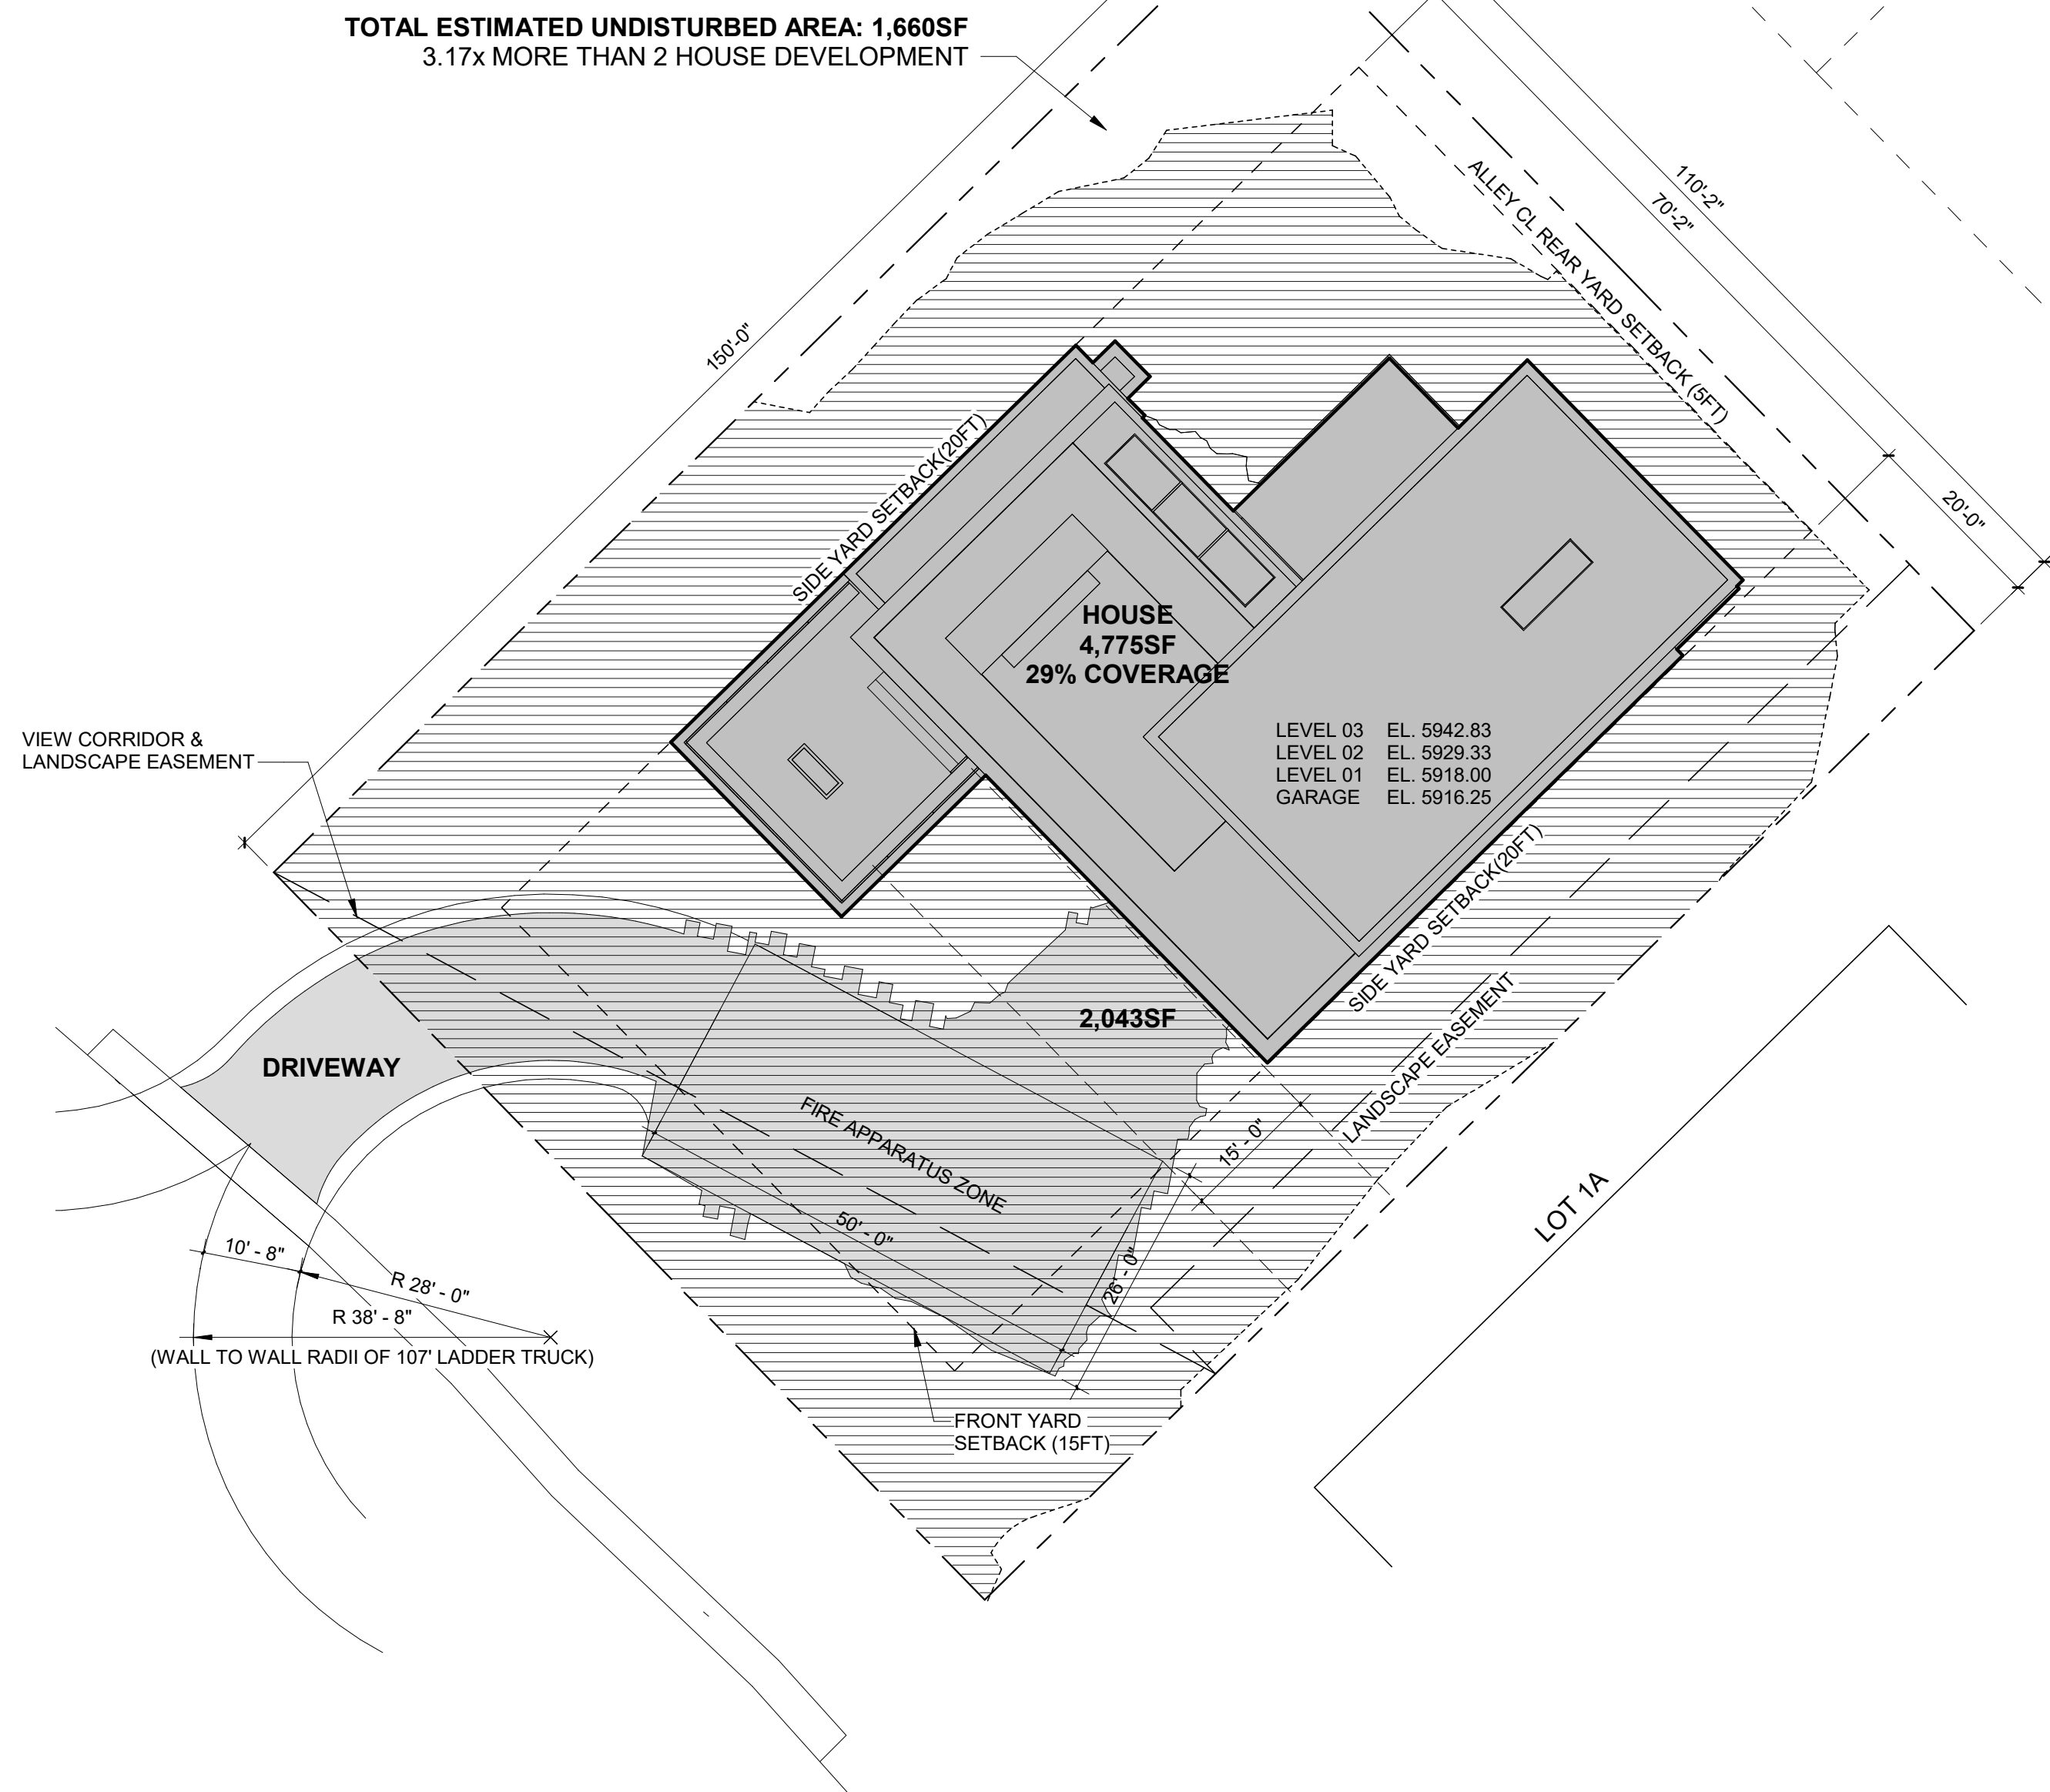 TOTAL ESTIMATED UNDISTURBED AREA: 1,660SF
3.17x MORE THAN 2 HOUSE DEVELOPMENT
110'-2"
70'-2"
ALLEY CL REAR YARD SETBACK (5FT)
150'-0"
20'-0"
SIDE YARD SETBACK(20FT)
HOUSE
4,775SF
29% COVERAGE
LEVEL 03 EL. 5942.83
LEVEL 02 EL. 5929.33
LEVEL 01 EL. 5918.00
GARAGE EL. 5916.25
VIEW CORRIDOR &
LANDSCAPE EASEMENT
SIDE YARD SETBACK(20FT)
LANDSCAPE EASEMENT
2,043SF
DRIVEWAY
FIRE APPARATUS ZONE
15' - 0"
50' - 0"
26' - 0"
LOT 1A
10' - 8"
R 28' - 0"
R 38' - 8"
(WALL TO WALL RADII OF 107' LADDER TRUCK)
FRONT YARD
SETBACK (15FT)